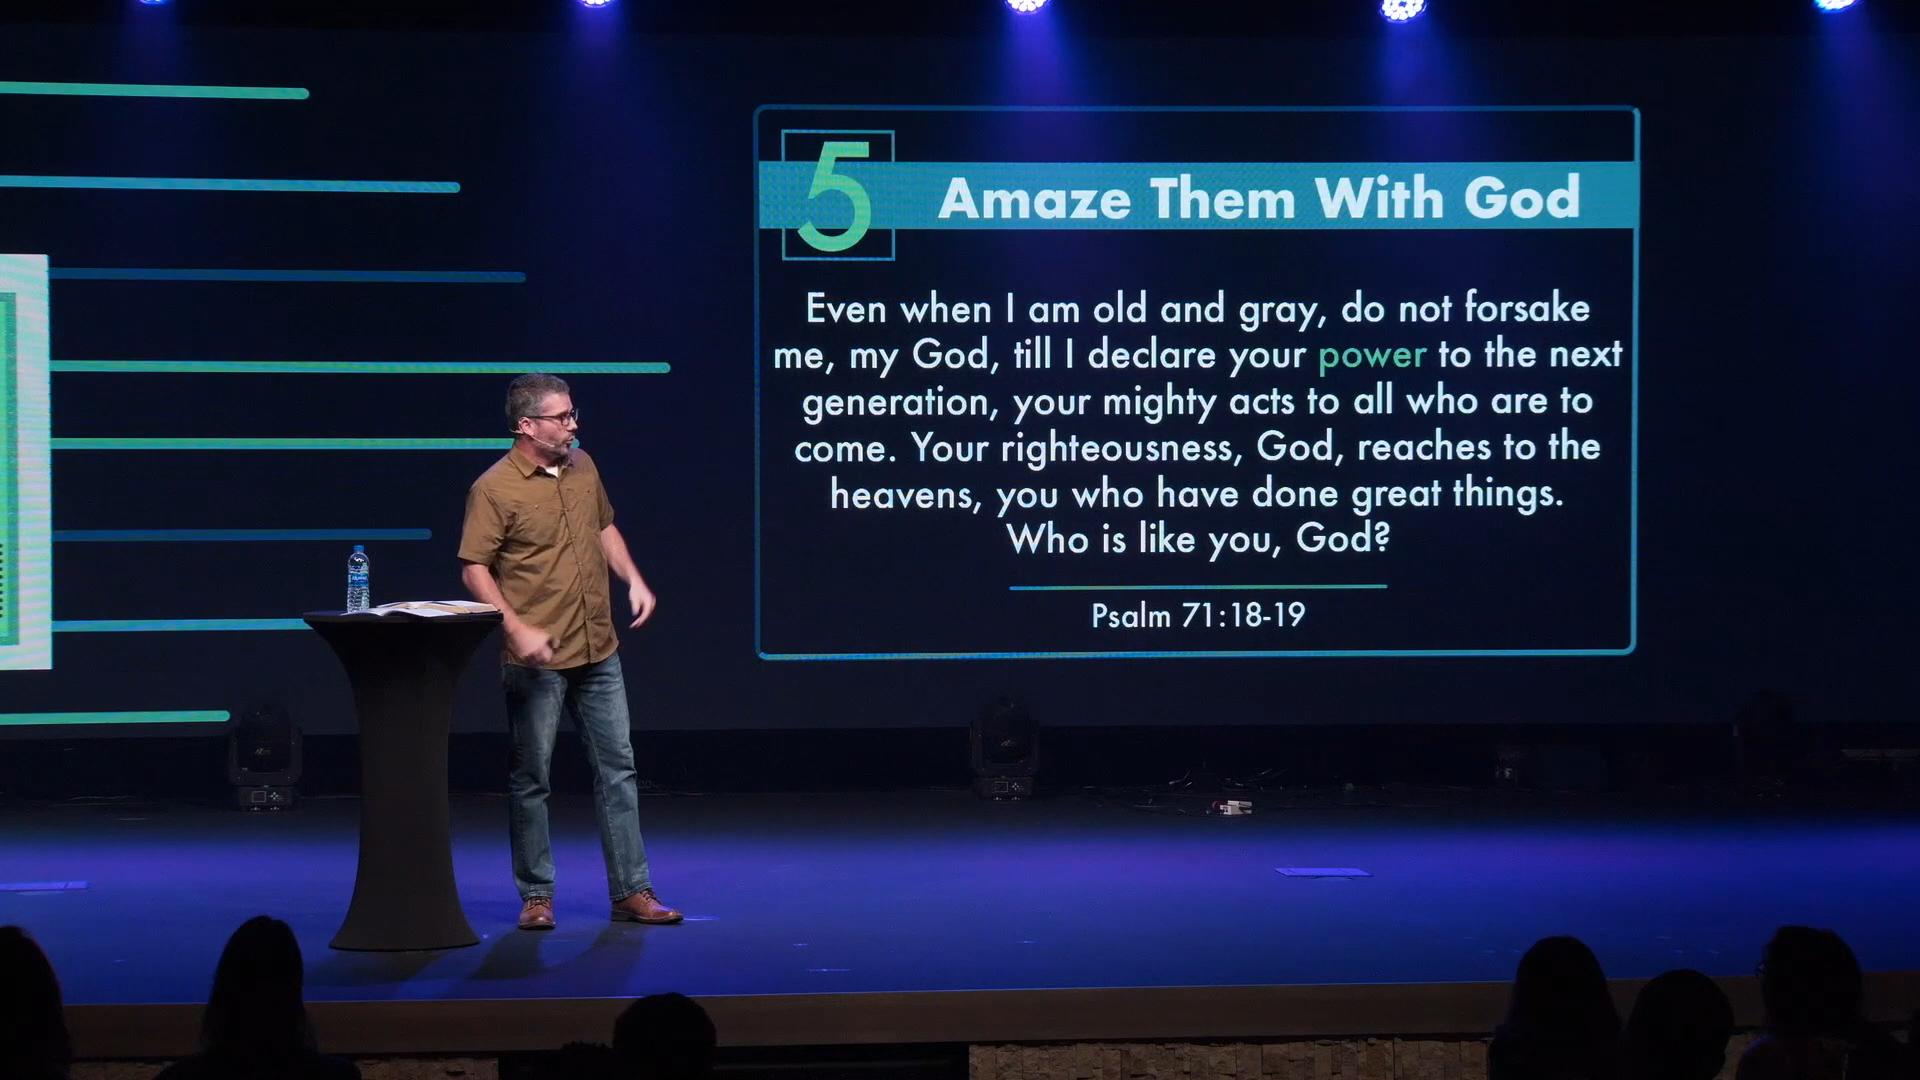 5
Amaze Them With God
Even when I am old and gray, do not forsake
me, my God, till I declare your power to the next
generation, your mighty acts to all who are to
come. Your righteousness, God, reaches to the
heavens, you who have done great things.
Who is like you, God?
Psalm 71:18-19